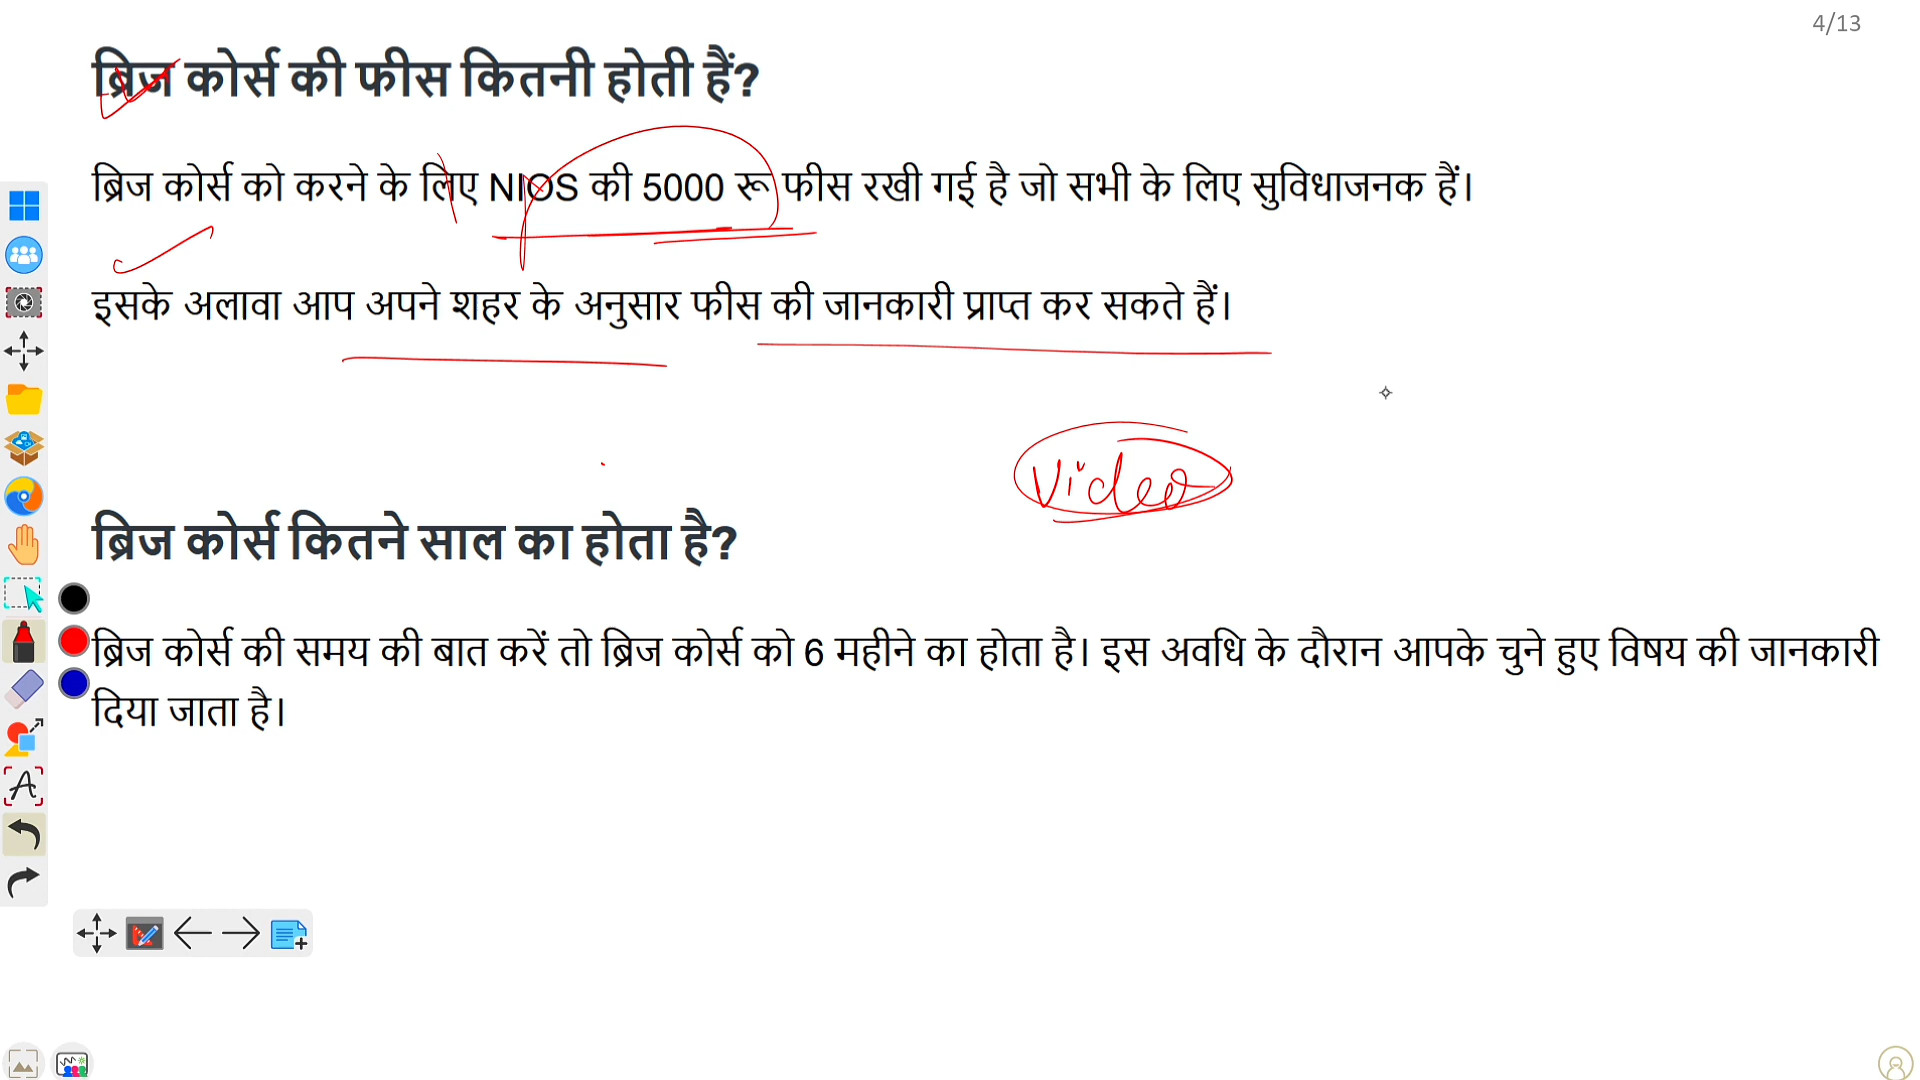 4/13
ब्रिज कोर्स की फीस कितनी होती हैं?
ब्रिज कोर्स को करने के लिए NIOS की 5000 रू फीस रखी गई है जो सभी के लिए सुविधाजनक हैं।
इसके अलावा आप अपने शहर के अनुसार फीस की जानकारी प्राप्त कर सकते हैं।
Video
ब्रिज कोर्स कितने साल का होता है?
ब्रिज कोर्स की समय की बात करें तो ब्रिज कोर्स को 6 महीने का होता है। इस अवधि के दौरान आपके चुने हुए विषय की जानकारी
दिया जाता है।